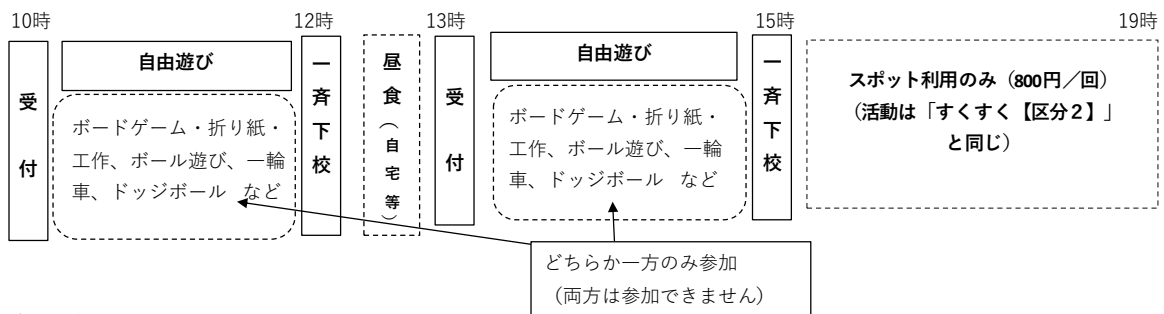 10時
12時
13時
15時
19時
受付
自由遊び
ボードゲーム・折り紙・
工作、ボール遊び、一輪
車、ドッジボール など
一斉下校
昼食(自宅等)
受付
自由遊び
ボードゲーム・折り紙・
工作、ボール遊び、一輪
車、ドッジボール など
一斉下校
スポット利用のみ(800円/回)
(活動は「すくすく【区分2】」
と同じ)
どちらか一方のみ参加
(両方は参加できません)